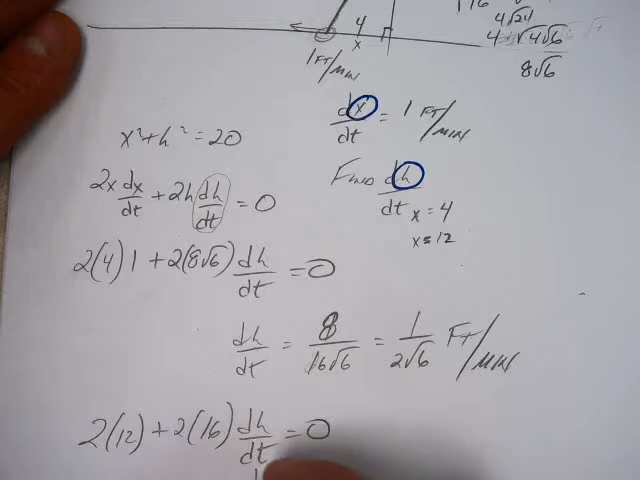 4√24
4 √4√6
8√6
4
x
1 FT/MIN
dx/dt = 1 FT/MIN
x² + h² = 20
FIND dh/dt
x = 4
x = 12
2x dx/dt + 2h dh/dt = 0
2(4)1 + 2(8√6) dh/dt = 0
dh/dt = 8/16√6 = 1/2√6 FT/MIN
2(12) + 2(16) dh/dt = 0